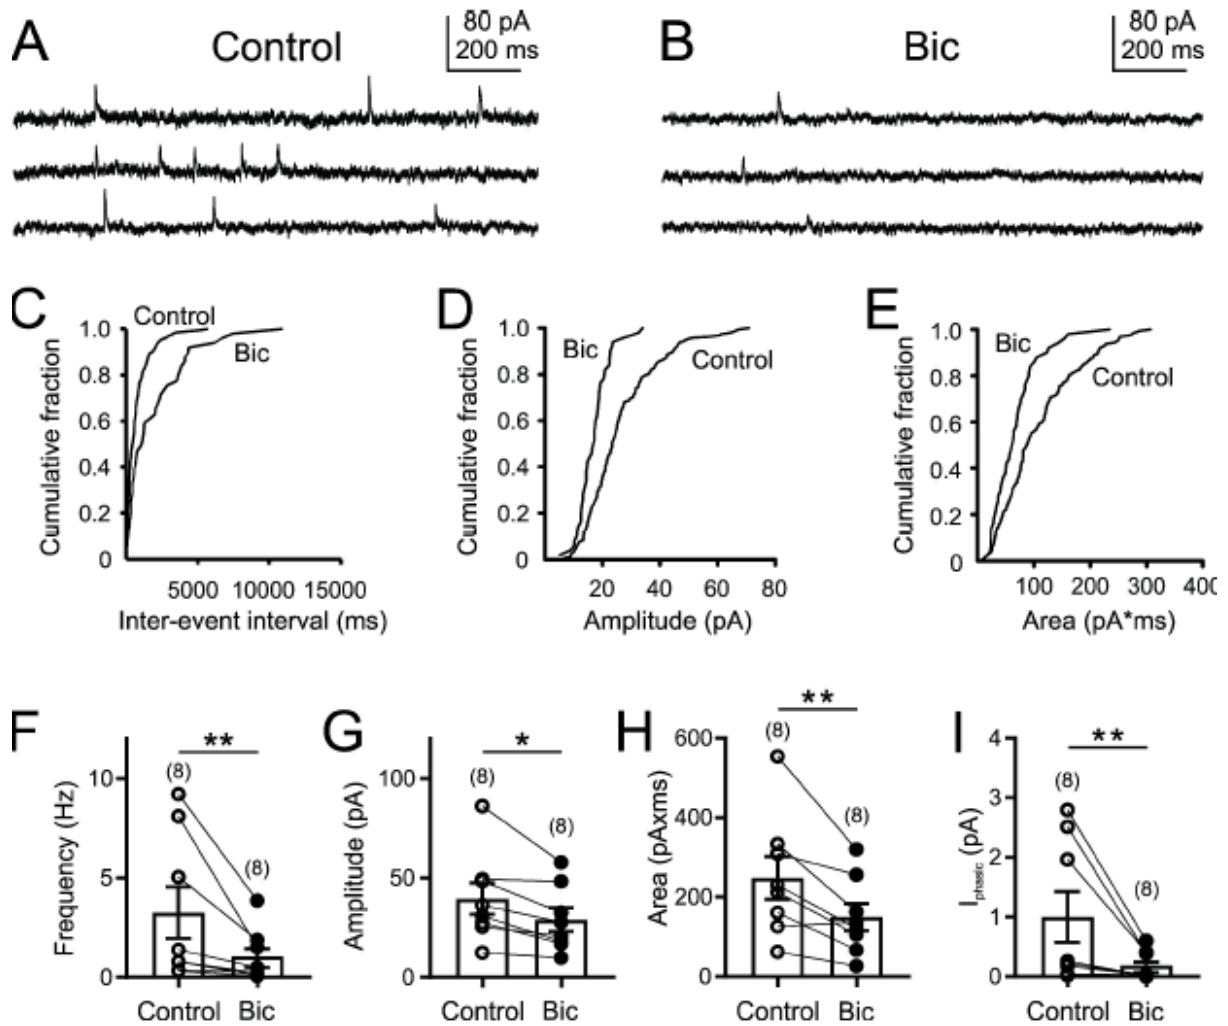 A Control 80 pA
200 ms
B Bic 80 pA
200 ms
C
Control
Bic
Cumulative fraction
1.0
0.8
0.6
0.4
0.2
0
5000 10000 15000
Inter-event interval (ms)
D
Bic
Control
Cumulative fraction
1.0
0.8
0.6
0.4
0.2
0
20 40 60 80
Amplitude (pA)
E
Bic
Control
Cumulative fraction
1.0
0.8
0.6
0.4
0.2
0
100 200 300 400
Area (pA*ms)
F
**
(8)
(8)
Frequency (Hz)
10
5
0
Control Bic
G
*
(8)
(8)
Amplitude (pA)
100
50
0
Control Bic
H
**
(8)
(8)
Area (pAxms)
600
400
200
0
Control Bic
I
**
(8)
(8)
Iphasic (pA)
4
3
2
1
0
Control Bic